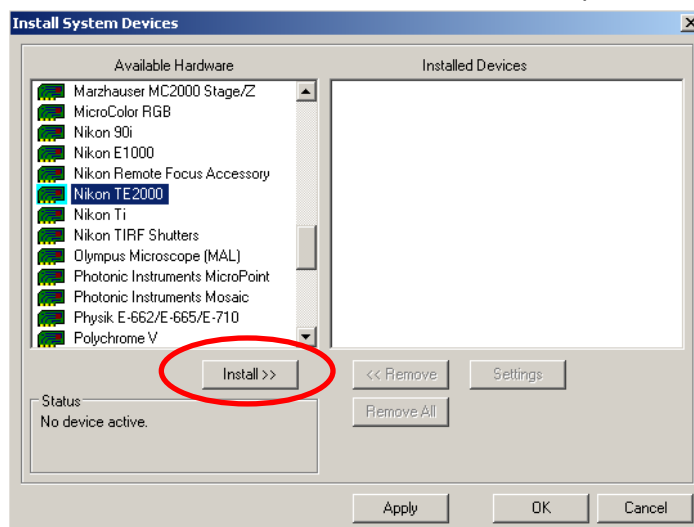 Install System Devices
Available Hardware
Installed Devices
Marzhauser MC2000 Stage/Z
MicroColor RGB
Nikon 90i
Nikon E1000
Nikon Remote Focus Accessory
Nikon TE2000
Nikon Ti
Nikon TIRF Shutters
Olympus Microscope (MAL)
Photonic Instruments MicroPoint
Photonic Instruments Mosaic
Physik E-662/E-665/E-710
Polychrome V
Install >>
<< Remove
Settings
Remove All
Status
No device active.
Apply
OK
Cancel